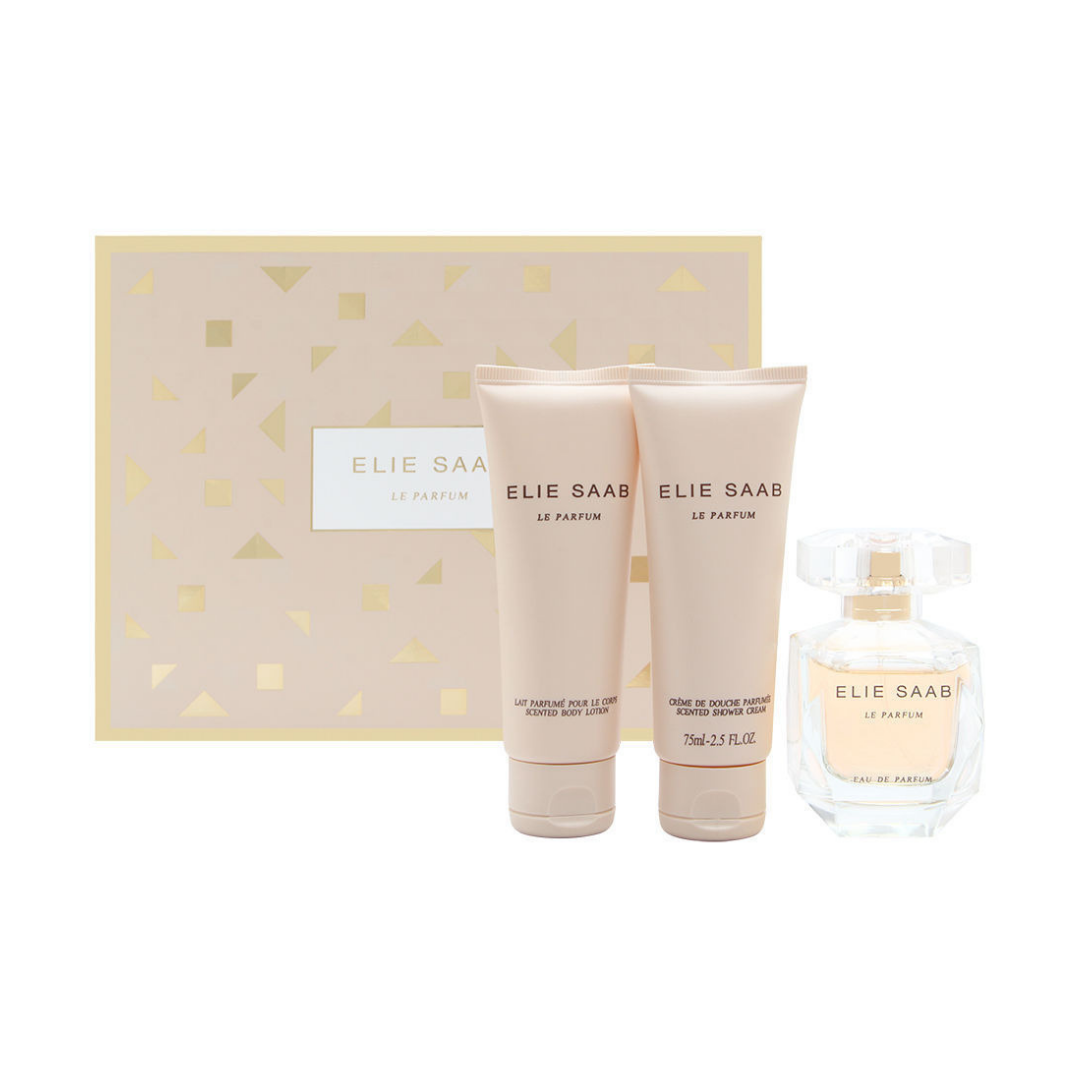 ELIE SAA
LE PARFUM
ELIE SAAB
LE PARFUM
LAIT PARFUMÉ POUR LE CORPS
SCENTED BODY LOTION
ELIE SAAB
LE PARFUM
CRÈME DE DOUCHE PARFUMÉE
SCENTED SHOWER CREAM
75ml-2.5 FL.OZ.
ELIE SAAB
LE PARFUM
EAU DE PARFUM